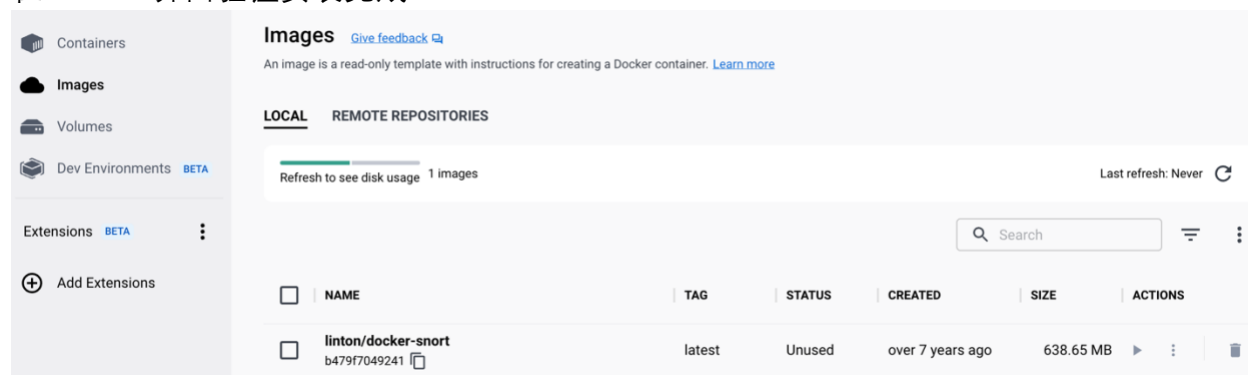 Containers
Images
Volumes
Dev Environments BETA
Extensions BETA
Add Extensions
Images Give feedback
An image is a read-only template with instructions for creating a Docker container. Learn more
LOCAL REMOTE REPOSITORIES
Refresh to see disk usage 1 images Last refresh: Never
Search
NAME TAG STATUS CREATED SIZE ACTIONS
linton/docker-snort latest Unused over 7 years ago 638.65 MB
b479f7049241